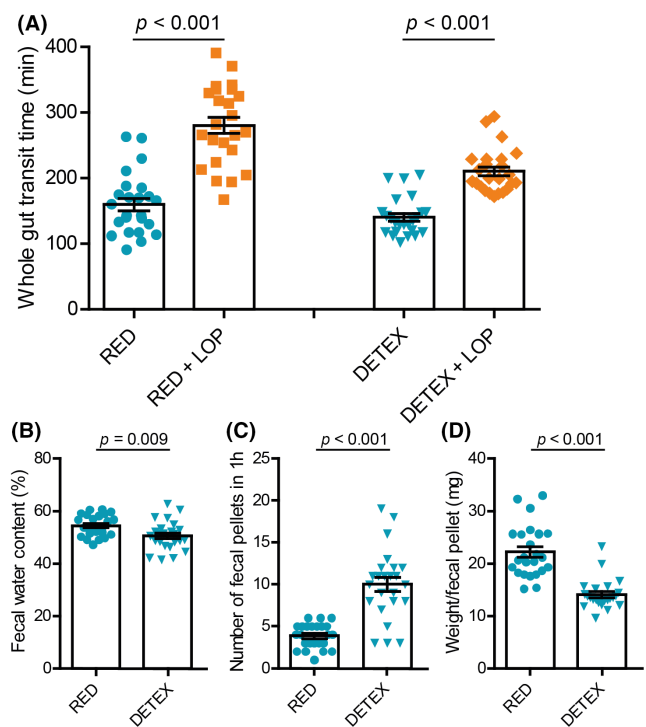 (A)
p < 0.001
p < 0.001
Whole gut transit time (min)
400
300
200
100
0
RED
RED + LOP
DETEX
DETEX + LOP
(B)
p = 0.009
Fecal water content (%)
80
60
40
20
0
RED
DETEX
(C)
p < 0.001
Number of fecal pellets in 1h
25
20
15
10
5
0
RED
DETEX
(D)
p < 0.001
Weight/fecal pellet (mg)
40
30
20
10
0
RED
DETEX